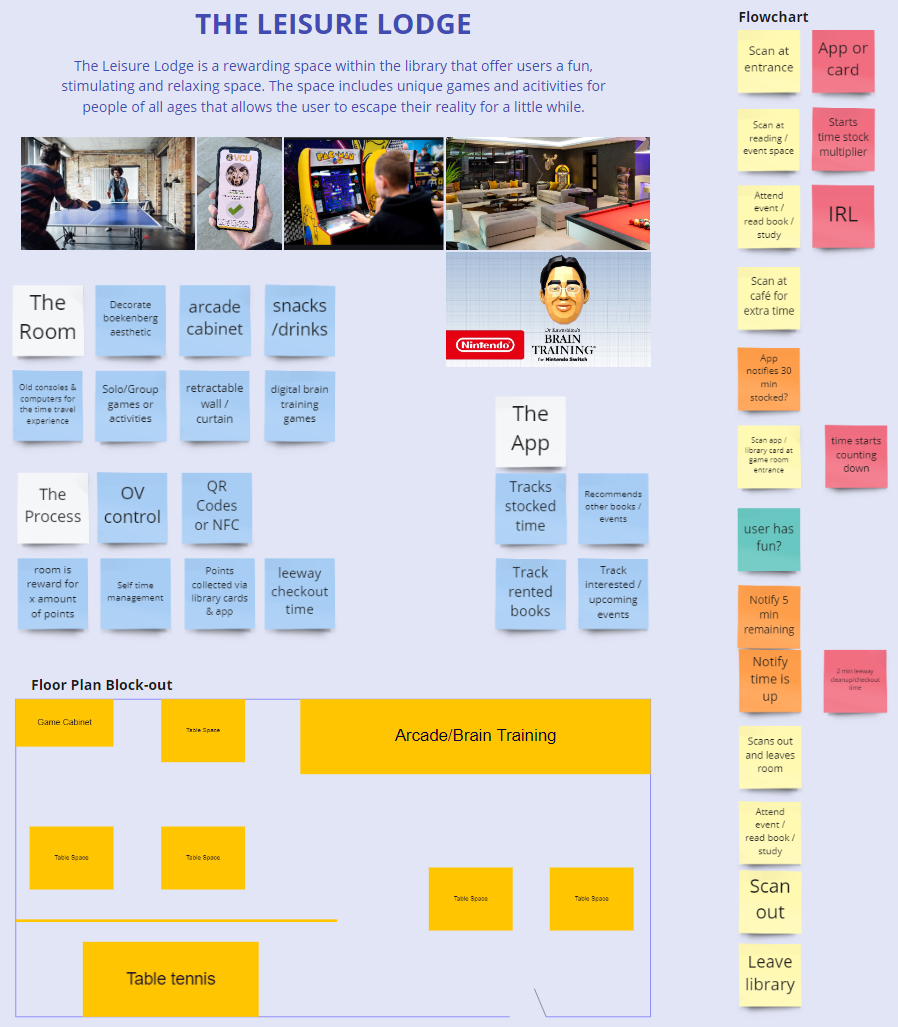 THE LEISURE LODGE
The Leisure Lodge is a rewarding space within the library that offer users a fun,
stimulating and relaxing space. The space includes unique games and acitivities for
people of all ages that allows the user to escape their reality for a little while.
VCU
PAC-MAN
Dr Kawashima's
BRAIN
TRAINING
for Nintendo Switch
Nintendo
The
Room
Decorate
boekenberg
aesthetic
arcade
cabinet
snacks
/drinks
Old consoles &
computers for
the time travel
experience
Solo/Group
games or
activities
retractable
wall /
curtain
digital brain
training
games
The
Process
OV
control
QR
Codes
or NFC
room is
reward for
x amount
of points
Self time
management
Points
collected via
library cards
& app
leeway
checkout
time
The
App
Tracks
stocked
time
Recommends
other books /
events
Track
rented
books
Track
interested /
upcoming
events
Floor Plan Block-out
Game Cabinet
Table Space
Arcade/Brain Training
Table Space
Table Space
Table Space
Table Space
Table tennis
Flowchart
Scan at
entrance
App or
card
Scan at
reading /
event space
Starts
time stock
multiplier
Attend
event /
read book /
study
IRL
Scan at
café for
extra time
App
notifies 30
min
stocked?
Scan app /
library card at
game room
entrance
time starts
counting
down
user has
fun?
Notify 5
min
remaining
Notify
time is
up
2 min leeway
cleanup/checkout
time
Scans out
and leaves
room
Attend
event /
read book /
study
Scan
out
Leave
library